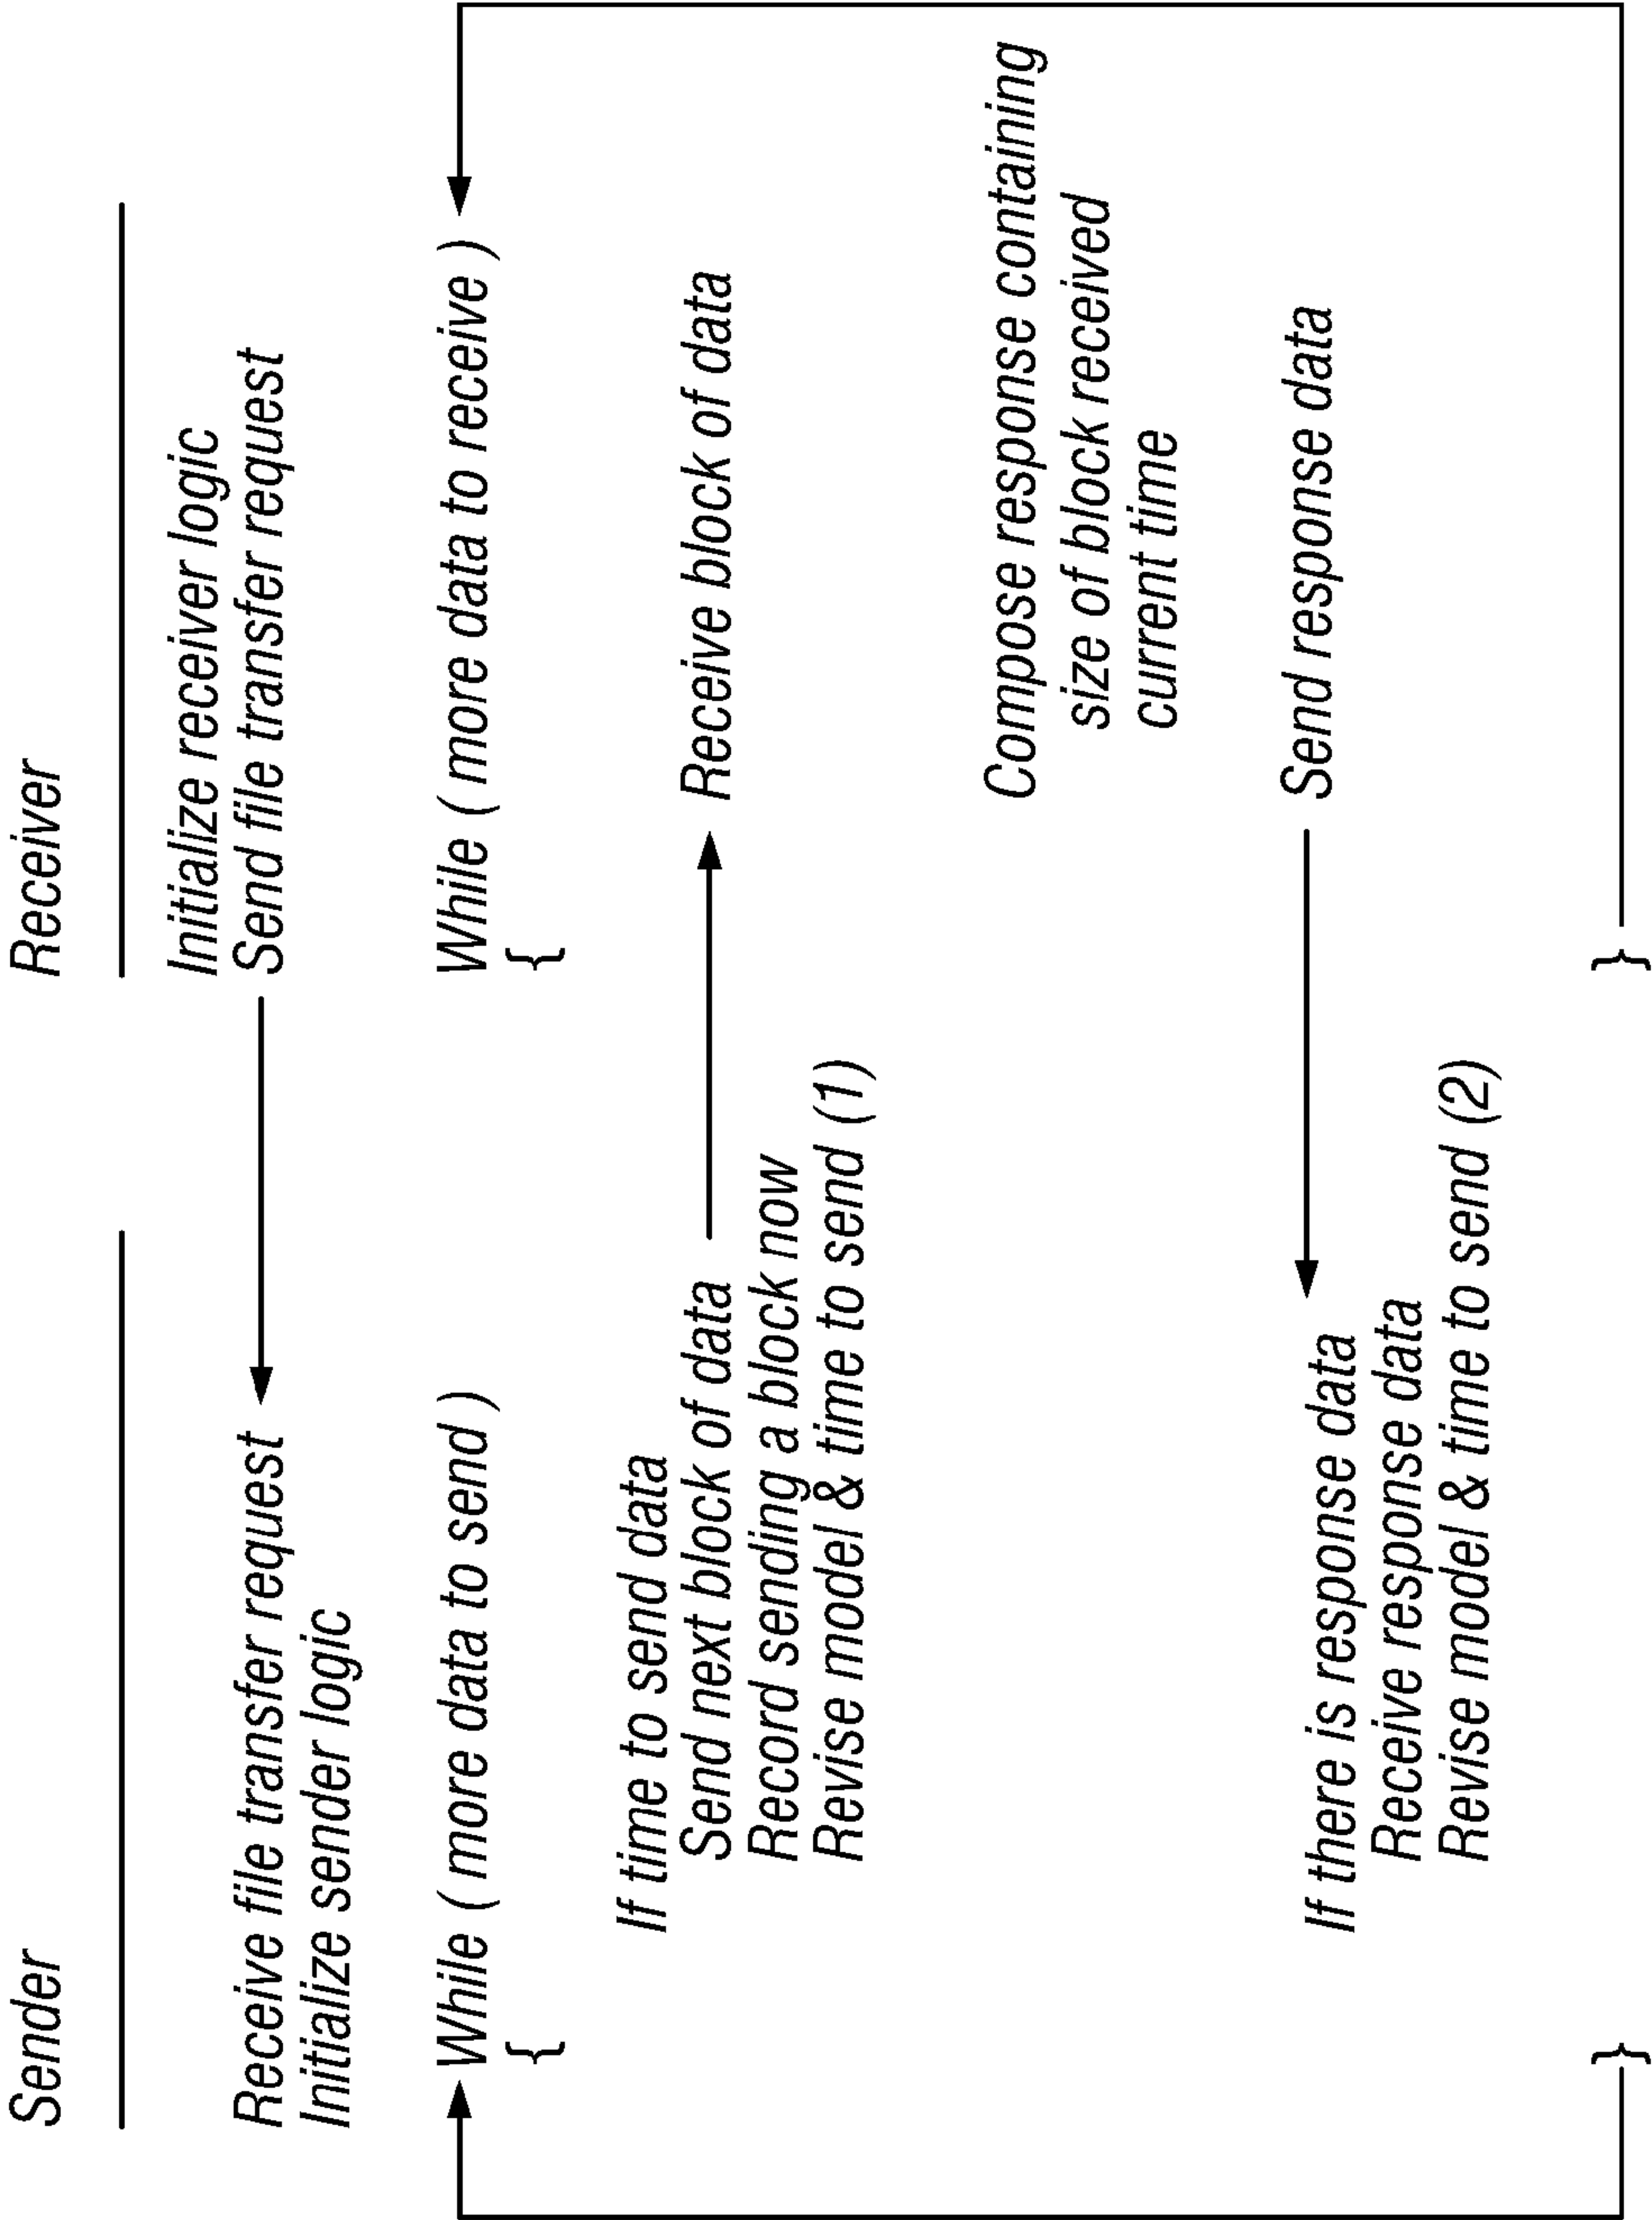 Sender
Receiver
Initialize receiver logic
Receive file transfer request
Send file transfer request
Initialize sender logic
While ( more data to send )
While ( more data to receive )
{
{
If time to send data
Send next block of data
Receive block of data
Record sending a block now
Revise model & time to send (1)
Compose response containing
size of block received
current time
Send response data
If there is response data
Receive response data
Revise model & time to send (2)
}
}